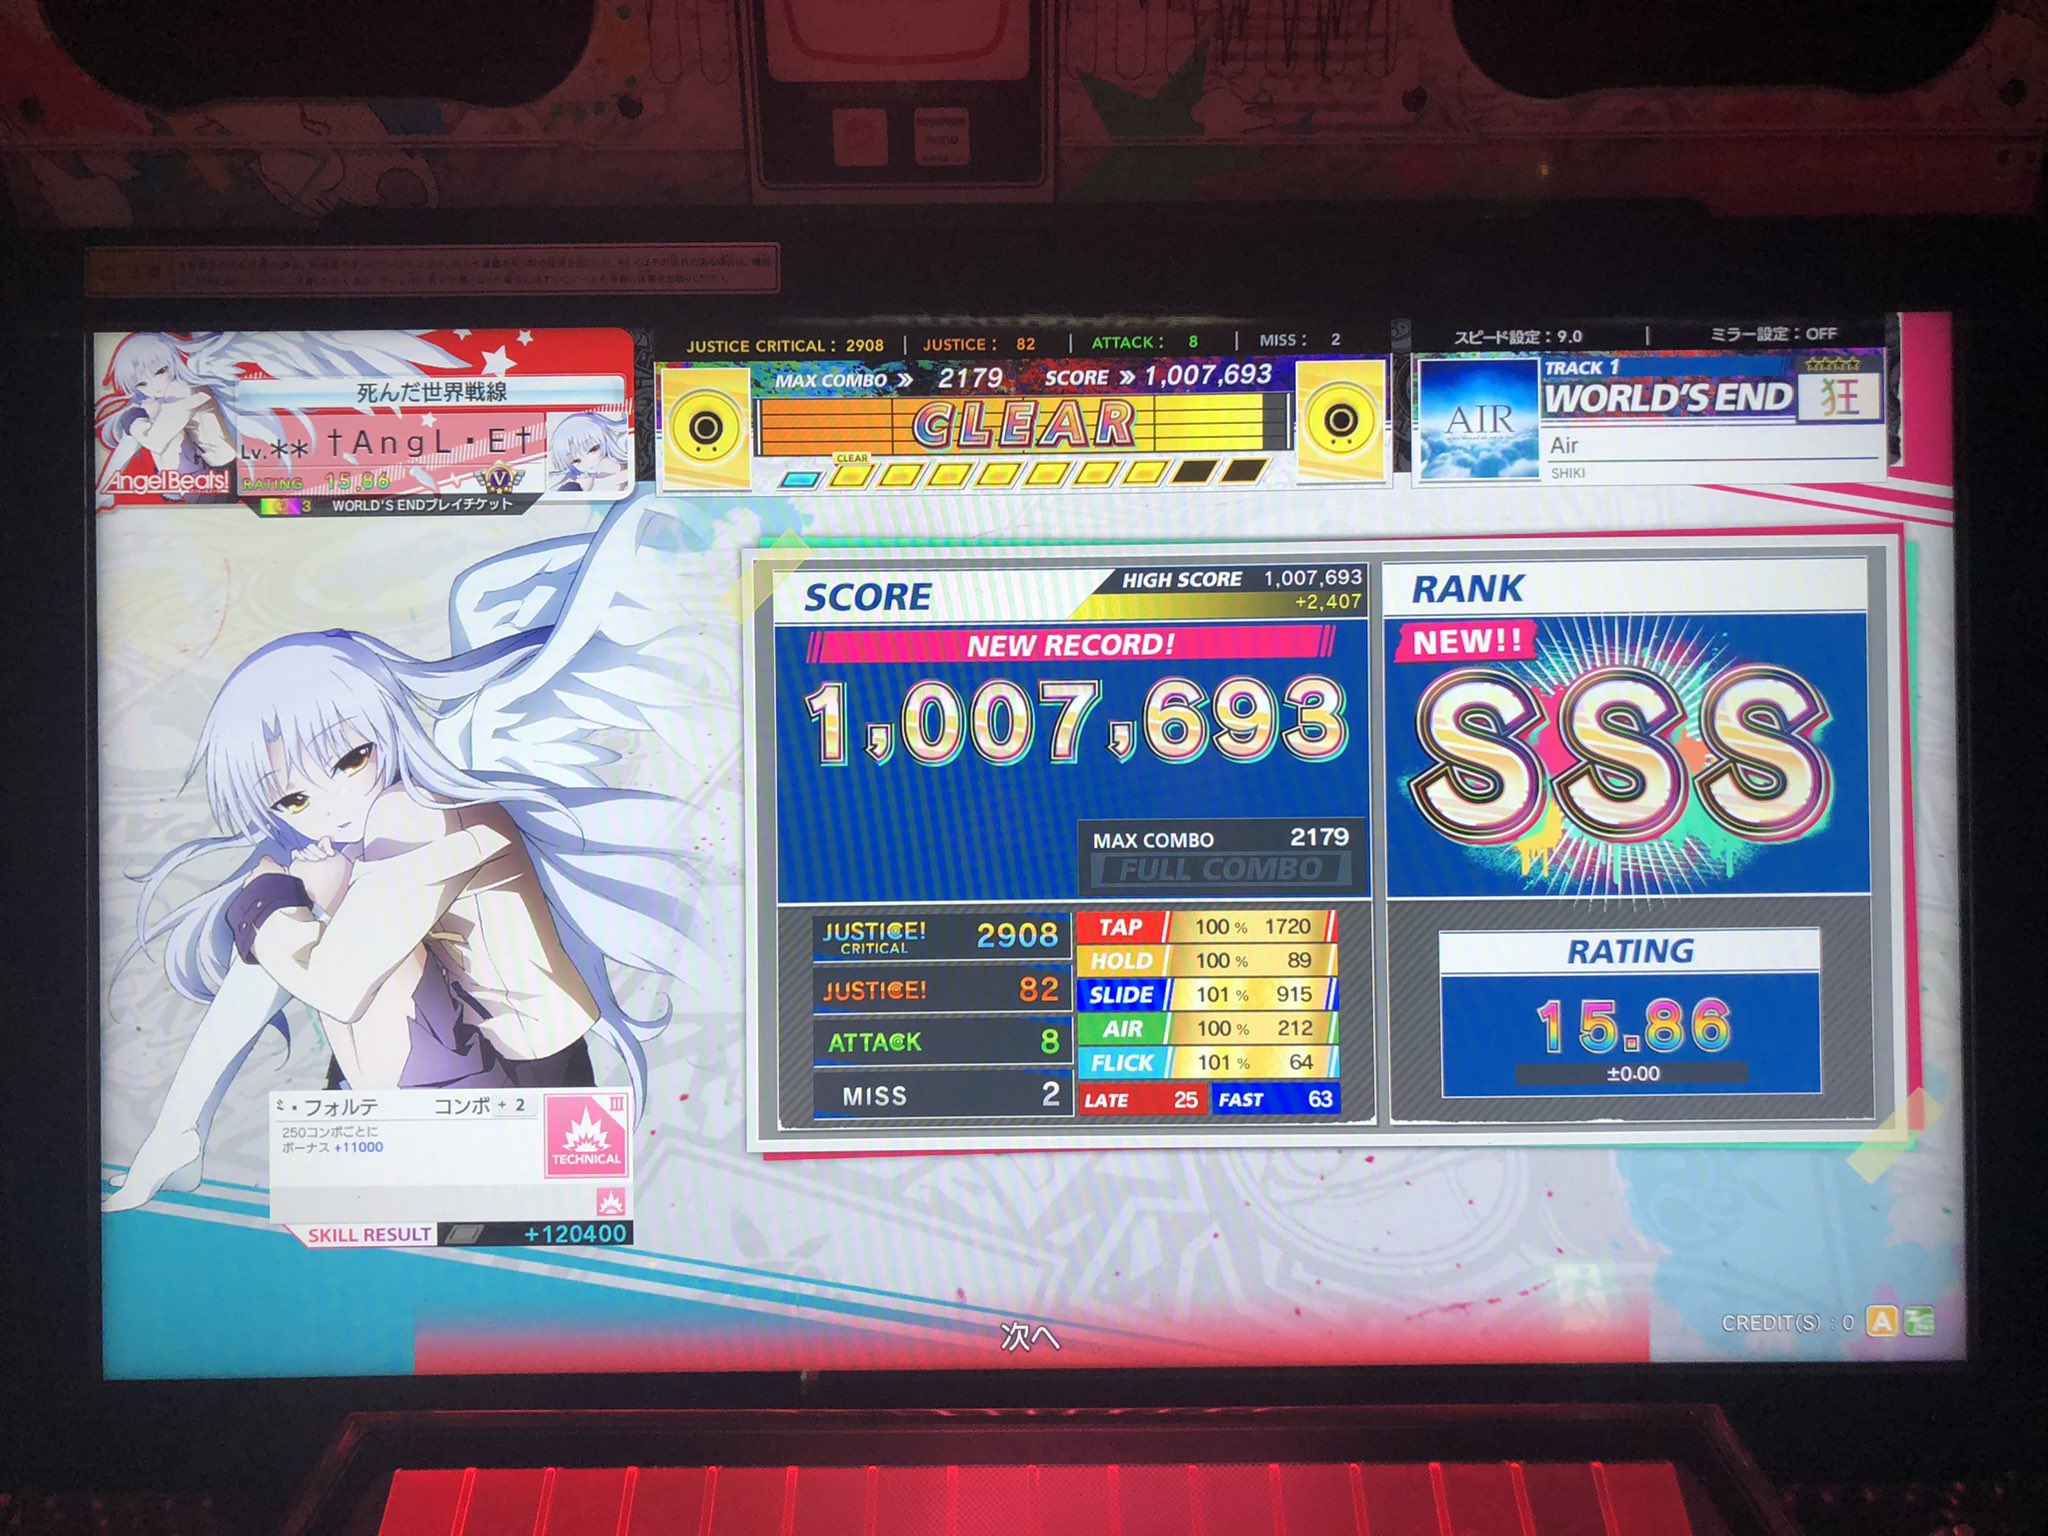 JUSTICE CRITICAL : 2908 | JUSTICE : 82 | ATTACK : 8 | MISS : 2
スピード設定:9.0 | ミラー設定:OFF
死んだ世界戦線
Lv.** †AngL・E†
Angel Beats!
RATING 15.86
V
3 WORLD'S ENDプレイチケット
MAX COMBO » 2179 SCORE » 1,007,693
CLEAR
CLEAR
TRACK 1
WORLD'S END
狂
AIR
Air
SHIKI
SCORE
HIGH SCORE 1,007,693
+2,407
NEW RECORD!
1,007,693
MAX COMBO 2179
FULL COMBO
JUSTICE! CRITICAL 2908
JUSTICE! 82
ATTACK 8
MISS 2
TAP 100 % 1720
HOLD 100 % 89
SLIDE 101 % 915
AIR 100 % 212
FLICK 101 % 64
LATE 25 FAST 63
RANK
NEW!!
SSS
RATING
15.86
±0.00
ミ・フォルテ コンボ + 2
250コンボごとに
ボーナス +11000
III
TECHNICAL
SKILL RESULT +120400
次へ
CREDIT(S) : 0 A